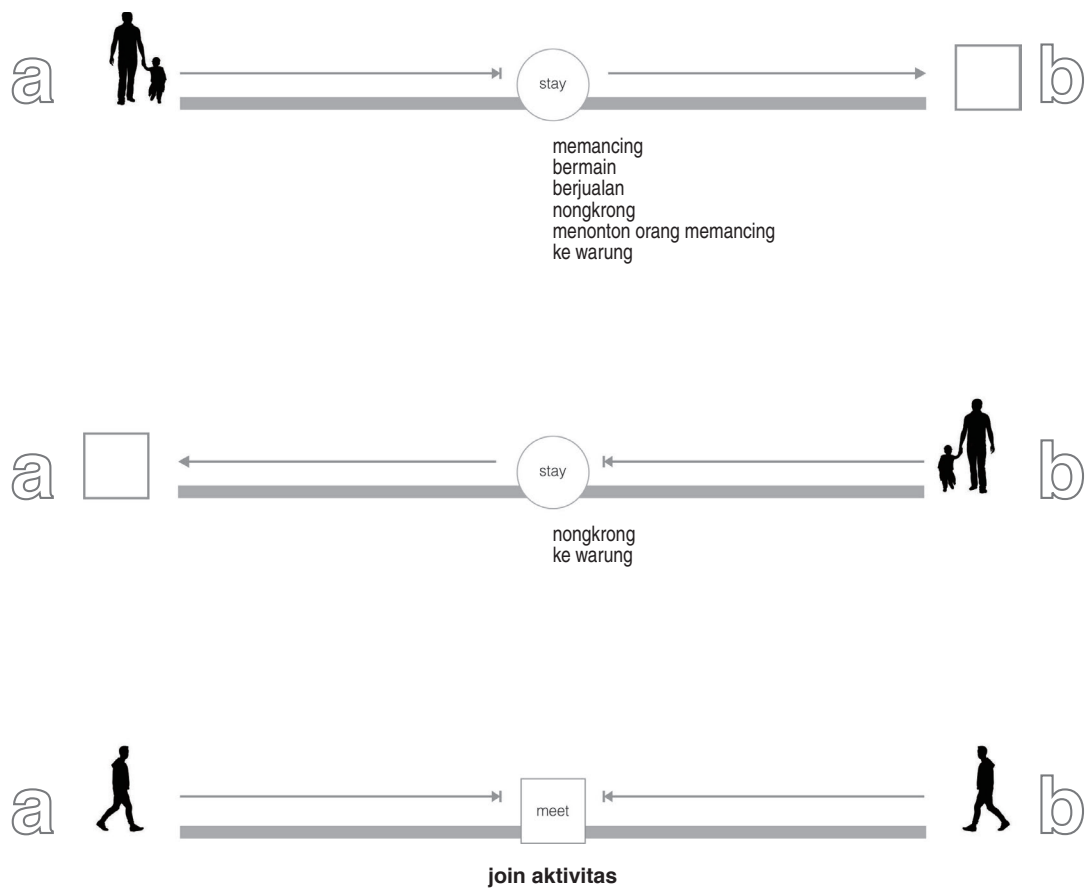 a
stay
b
memancing
bermain
berjualan
nongkrong
menonton orang memancing
ke warung
a
stay
b
nongkrong
ke warung
a
meet
b
join aktivitas